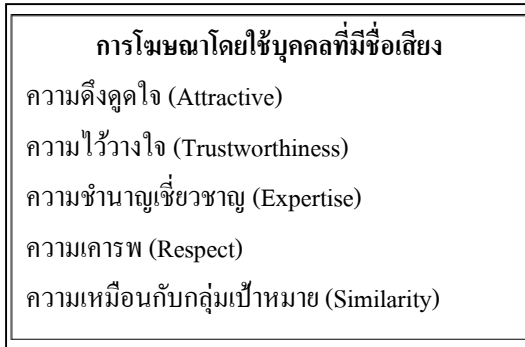 การโฆษณาโดยใช้บุคคลที่มีชื่อเสียง
ความดึงดูดใจ (Attractive)
ความไว้วางใจ (Trustworthiness)
ความชำนาญเชี่ยวชาญ (Expertise)
ความเคารพ (Respect)
ความเหมือนกับกลุ่มเป้าหมาย (Similarity)